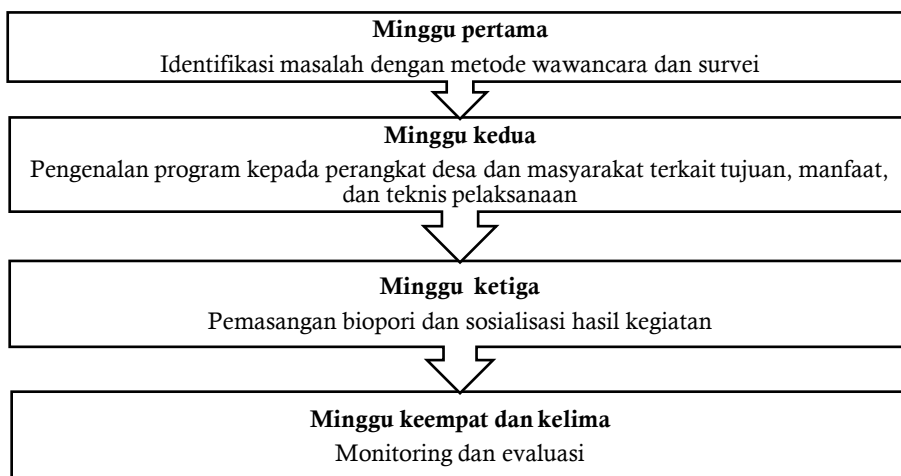 Minggu pertama
Identifikasi masalah dengan metode wawancara dan survei
Minggu kedua
Pengenalan program kepada perangkat desa dan masyarakat terkait tujuan, manfaat,
dan teknis pelaksanaan
Minggu ketiga
Pemasangan biopori dan sosialisasi hasil kegiatan
Minggu keempat dan kelima
Monitoring dan evaluasi